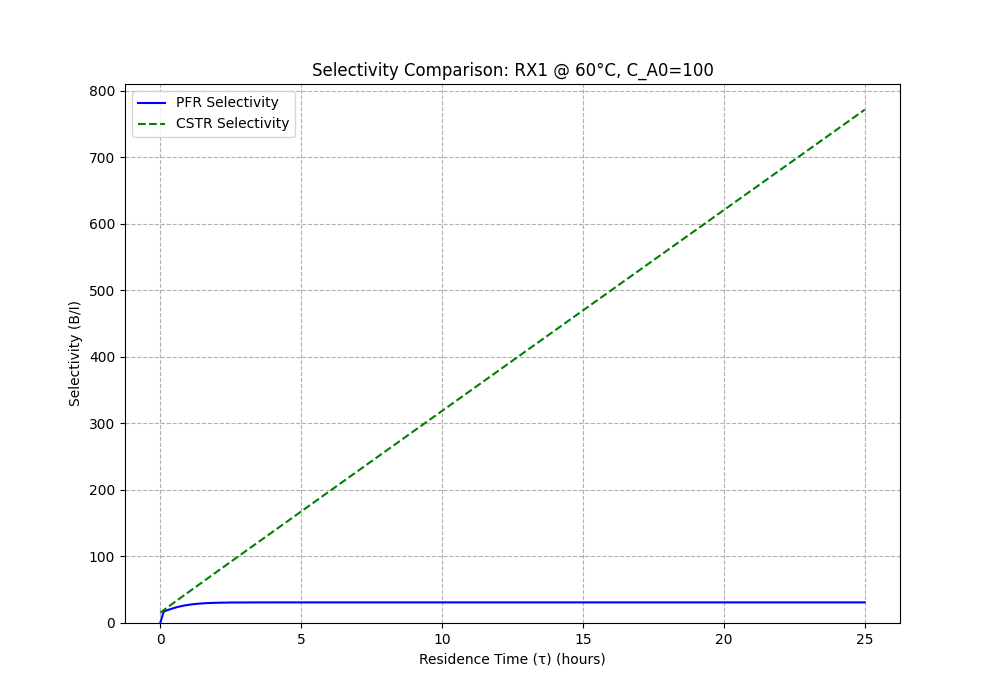 Selectivity Comparison: RX1 @ 60°C, C_A0=100
PFR Selectivity
CSTR Selectivity
Selectivity (B/I)
800
700
600
500
400
300
200
100
0
0 5 10 15 20 25
Residence Time (τ) (hours)